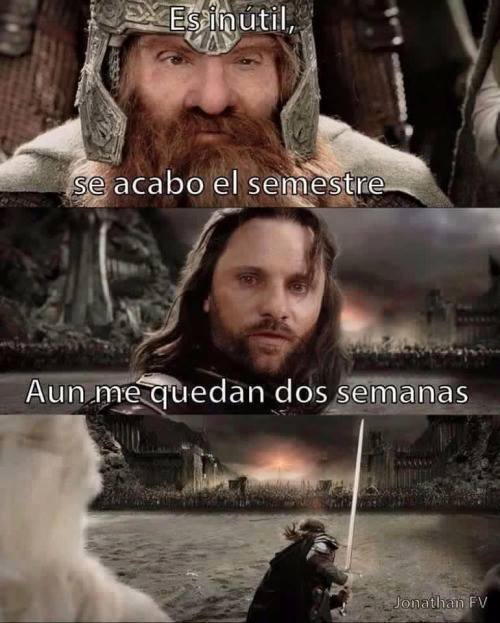 Es inútil,
se acabo el semestre
Aun me quedan dos semanas
Jonathan FV